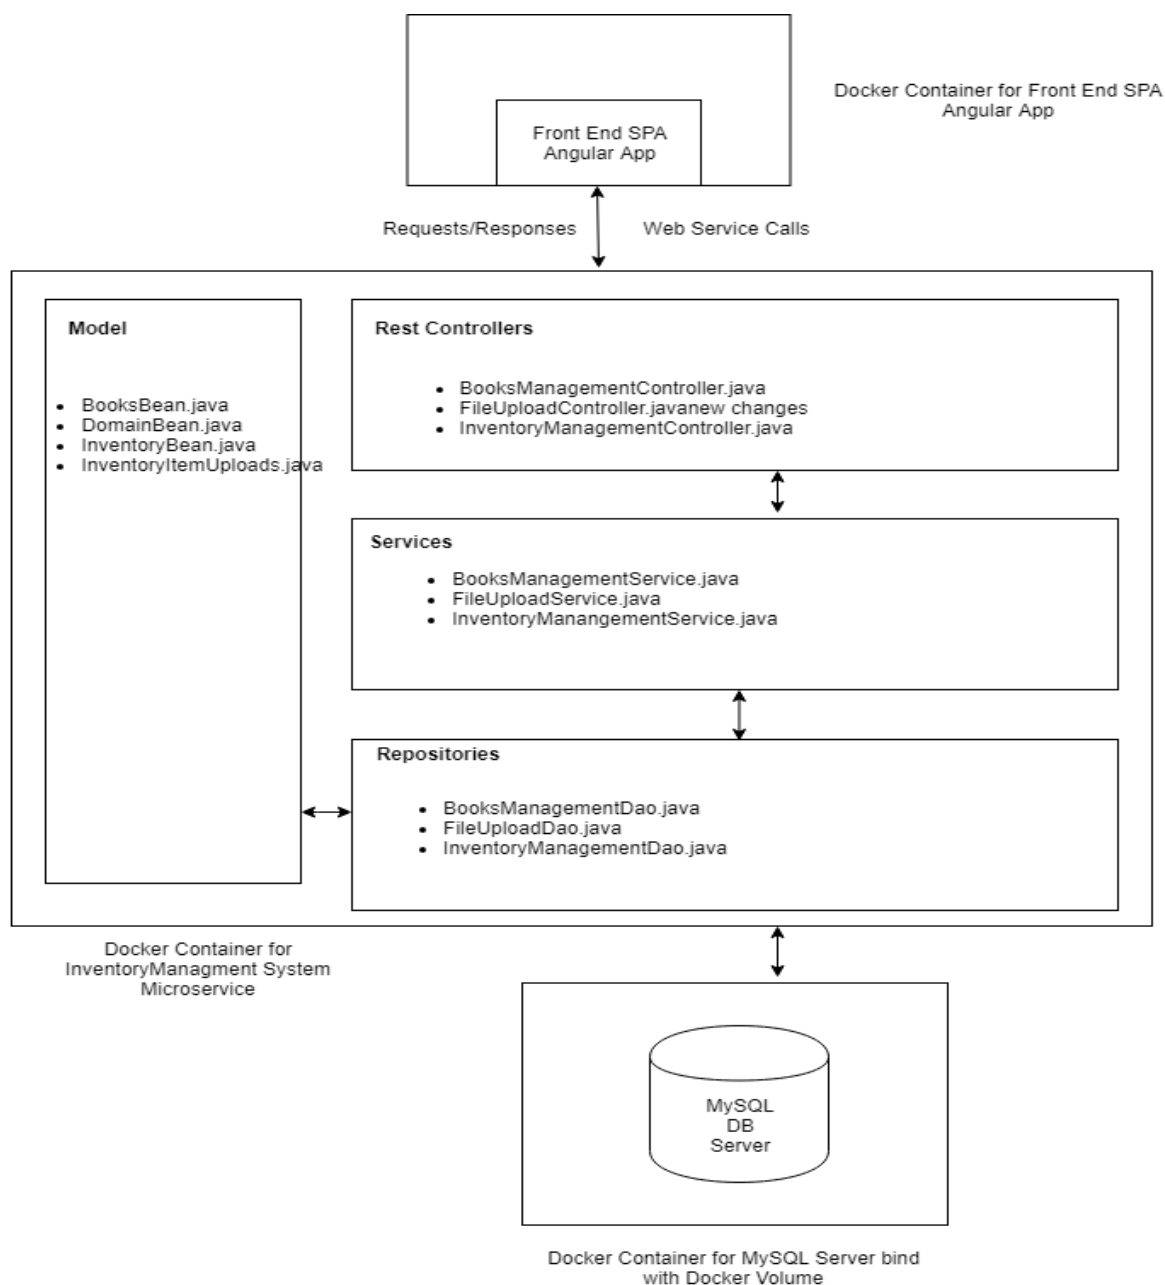 Docker Container for Front End SPA
Angular App
Front End SPA
Angular App
Requests/Responses
Web Service Calls
Model
BooksBean.java
DomainBean.java
InventoryBean.java
InventoryItemUploads.java
Rest Controllers
BooksManagementController.java
FileUploadController.javanew changes
InventoryManagementController.java
Services
BooksManagementService.java
FileUploadService.java
InventoryManangementService.java
Repositories
BooksManagementDao.java
FileUploadDao.java
InventoryManagementDao.java
Docker Container for
InventoryManagment System
Microservice
MySQL
DB
Server
Docker Container for MySQL Server bind
with Docker Volume